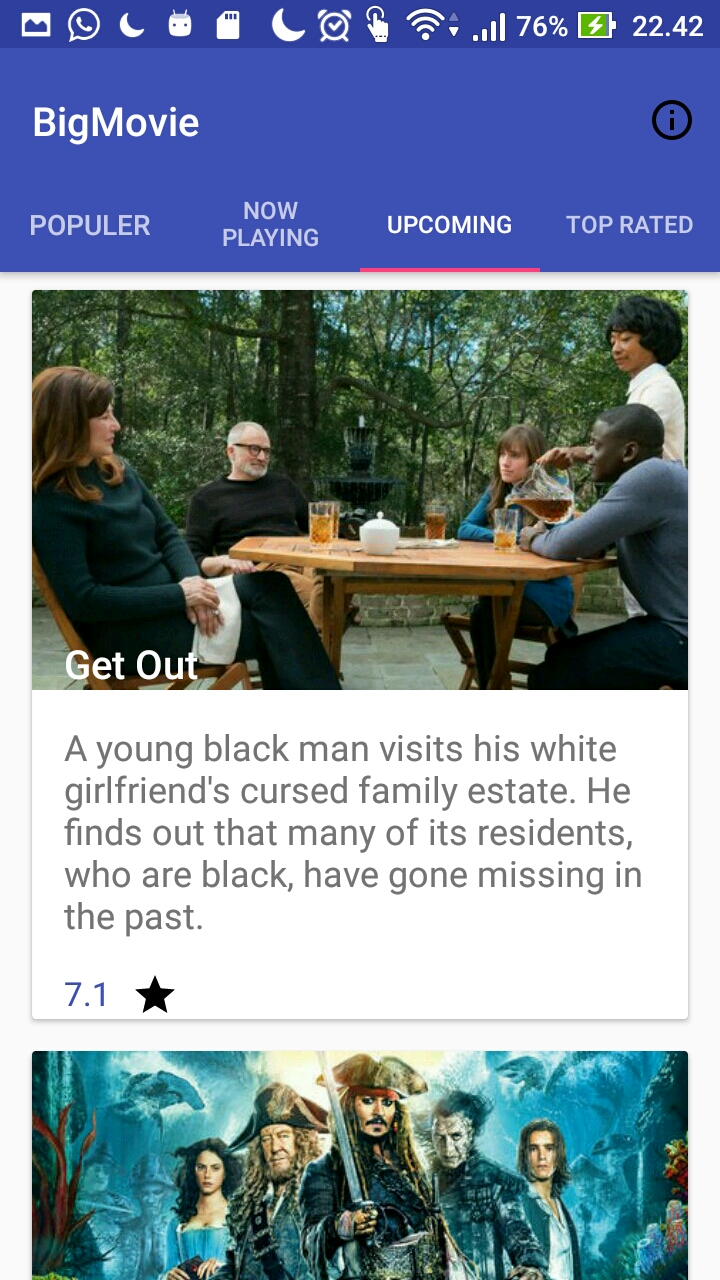 76% 22.42
BigMovie
POPULER
NOW
PLAYING
UPCOMING
TOP RATED
Get Out
A young black man visits his white
girlfriend's cursed family estate. He
finds out that many of its residents,
who are black, have gone missing in
the past.
7.1